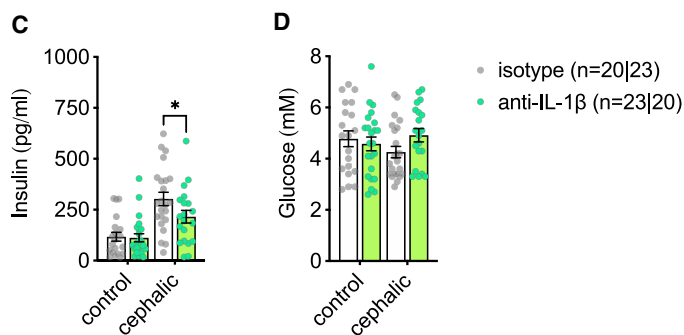 C
Insulin (pg/ml)
1000
750
500
250
0
*
control
cephalic
D
Glucose (mM)
8
6
4
2
0
control
cephalic
isotype (n=20|23)
anti-IL-1β (n=23|20)